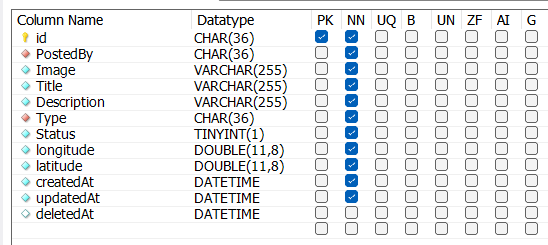 Column Name Datatype PK NN UQ B UN ZF AI G
id CHAR(36)
PostedBy CHAR(36)
Image VARCHAR(255)
Title VARCHAR(255)
Description VARCHAR(255)
Type CHAR(36)
Status TINYINT(1)
longitude DOUBLE(11,8)
latitude DOUBLE(11,8)
createdAt DATETIME
updatedAt DATETIME
deletedAt DATETIME